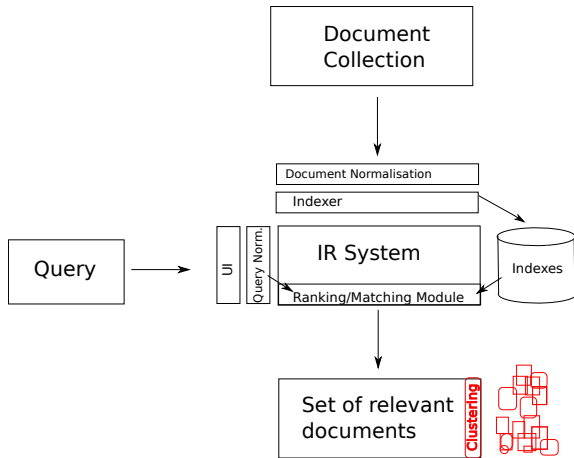 Document
Collection
Document Normalisation
Indexer
Query
UI
Query Norm.
IR System
Ranking/Matching Module
Indexes
Set of relevant
documents
Clustering